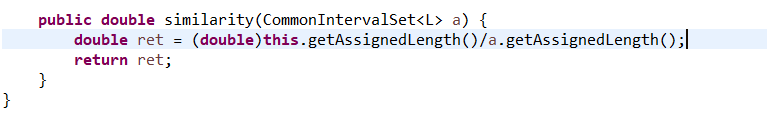 public double similarity(CommonIntervalSet<L> a) {
double ret = (double)this.getAssignedLength()/a.getAssignedLength();
return ret;
}
}